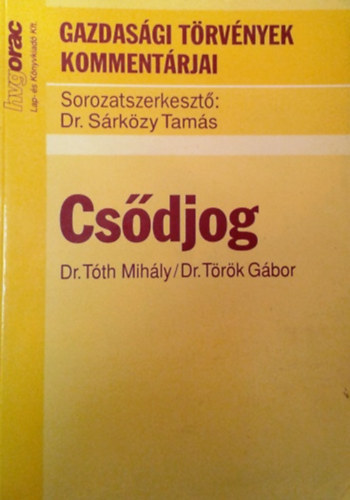 hvgorac
Lap- és Könyvkiadó Kft.
GAZDASÁGI TÖRVÉNYEK
KOMMENTÁRJAI
Sorozatszerkesztő:
Dr. Sárközy Tamás
Csődjog
Dr. Tóth Mihály/Dr. Török Gábor